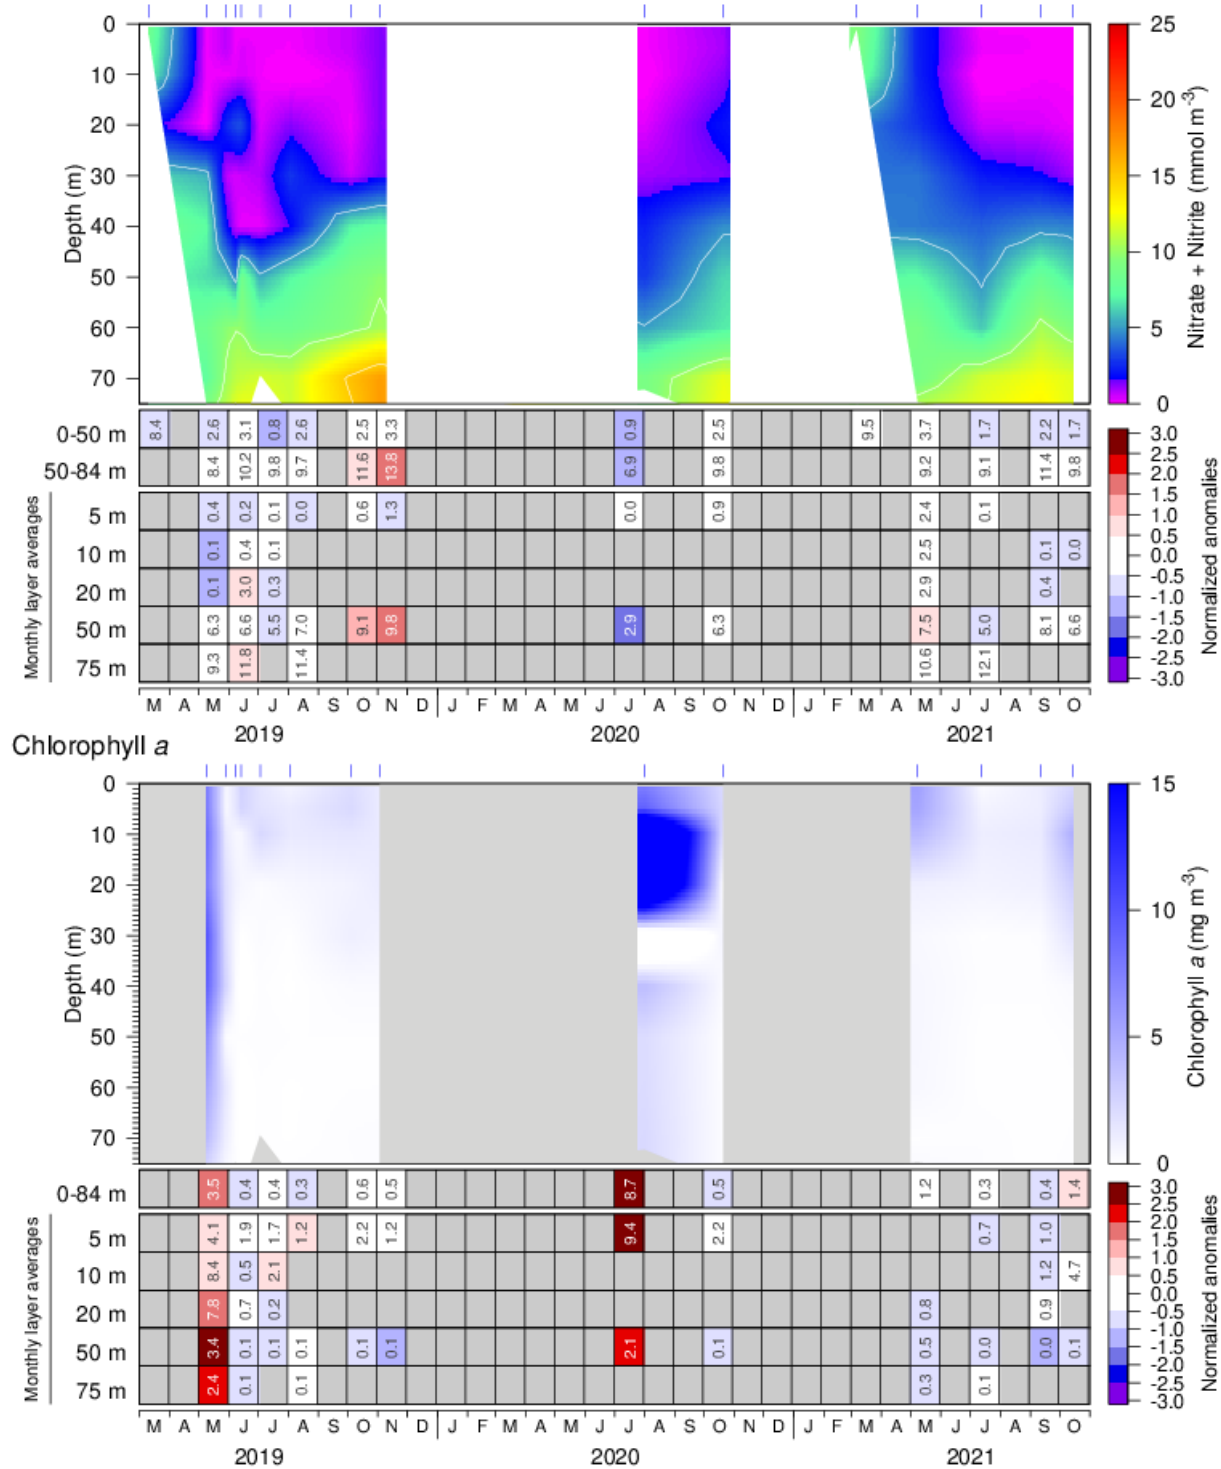 0
10
20
30
40
50
60
70
Depth (m)
25
20
15
10
5
0
Nitrate + Nitrite (mmol m-3)
0-50 m 8.4 2.6 3.1 0.8 2.6 2.5 3.3 0.9 2.5 9.5 3.7 1.7 2.2 1.7
50-84 m 8.4 10.2 9.8 9.7 11.6 13.8 6.9 9.8 9.2 9.1 11.4 9.8
Monthly layer averages
5 m 0.4 0.2 0.1 0.0 0.6 1.3 0.0 0.9 2.4 0.1
10 m 0.1 0.4 0.1 2.5 0.1 0.0
20 m 0.1 3.0 0.3 2.9 0.4
50 m 6.3 6.6 5.5 7.0 9.1 9.8 2.9 6.3 7.5 5.0 8.1 6.6
75 m 9.3 11.8 11.4 10.6 12.1
3.0
2.5
2.0
1.5
1.0
0.5
0.0
-0.5
-1.0
-1.5
-2.0
-2.5
-3.0
Normalized anomalies
M A M J J A S O N D J F M A M J J A S O N D J F M A M J J A S O
2019 2020 2021
Chlorophyll a
0
10
20
30
40
50
60
70
Depth (m)
15
10
5
0
Chlorophyll a (mg m-3)
0-84 m 3.5 0.4 0.4 0.3 0.6 0.5 8.7 0.5 1.2 0.3 0.4 1.4
Monthly layer averages
5 m 4.1 1.9 1.7 1.2 2.2 1.2 9.4 2.2 0.7 1.0
10 m 8.4 0.5 2.1 1.2 4.7
20 m 7.8 0.7 0.2 0.8 0.9
50 m 3.4 0.1 0.1 0.1 0.1 0.1 2.1 0.1 0.5 0.0 0.0 0.1
75 m 2.4 0.1 0.1 0.3 0.1
3.0
2.5
2.0
1.5
1.0
0.5
0.0
-0.5
-1.0
-1.5
-2.0
-2.5
-3.0
Normalized anomalies
M A M J J A S O N D J F M A M J J A S O N D J F M A M J J A S O
2019 2020 2021